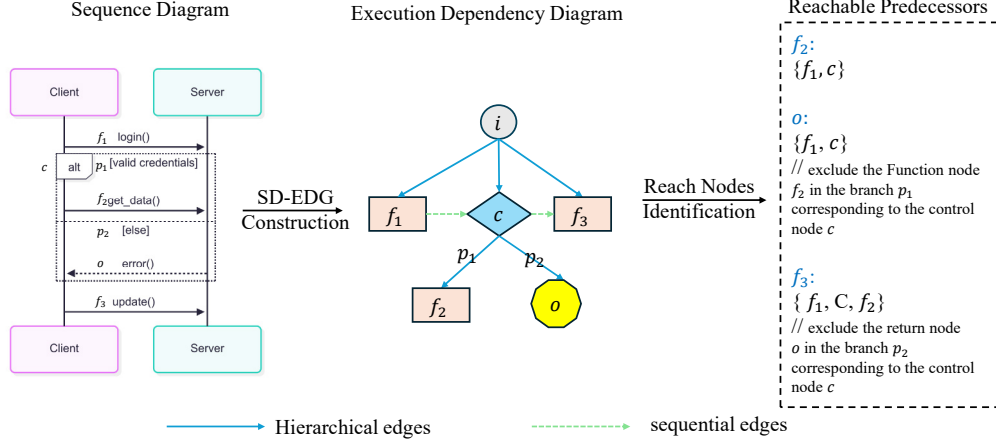 Sequence Diagram
Execution Dependency Diagram
Reachable Predecessors
Client
Server
f₁ login()
c
alt
p₁ [valid credentials]
f₂get_data()
p₂ [else]
o error()
f₃ update()
Client
Server
SD-EDG
Construction
i
f₁
c
f₃
p₁
p₂
f₂
o
Reach Nodes
Identification
f₂:
{f₁, c}
o:
{f₁, c}
// exclude the Function node
f₂ in the branch p₁
corresponding to the control
node c
f₃:
{ f₁, C, f₂}
// exclude the return node
o in the branch p₂
corresponding to the control
node c
Hierarchical edges
sequential edges